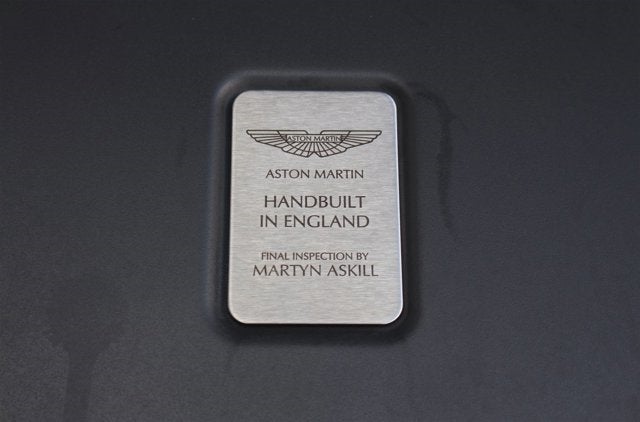 ASTON MARTIN
ASTON MARTIN
HANDBUILT
IN ENGLAND
FINAL INSPECTION BY
MARTYN ASKILL